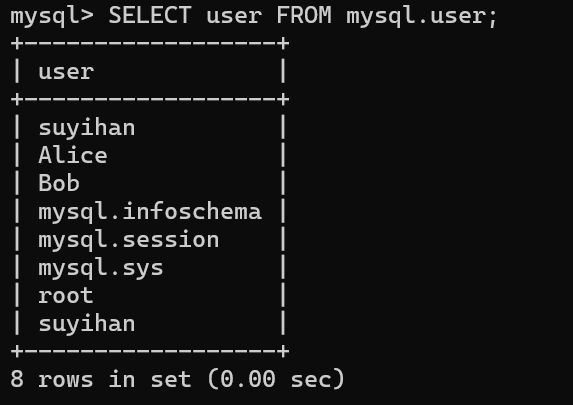 mysql> SELECT user FROM mysql.user;
+------------------+
| user             |
+------------------+
| suyihan          |
| Alice            |
| Bob              |
| mysql.infoschema |
| mysql.session    |
| mysql.sys        |
| root             |
| suyihan          |
+------------------+
8 rows in set (0.00 sec)